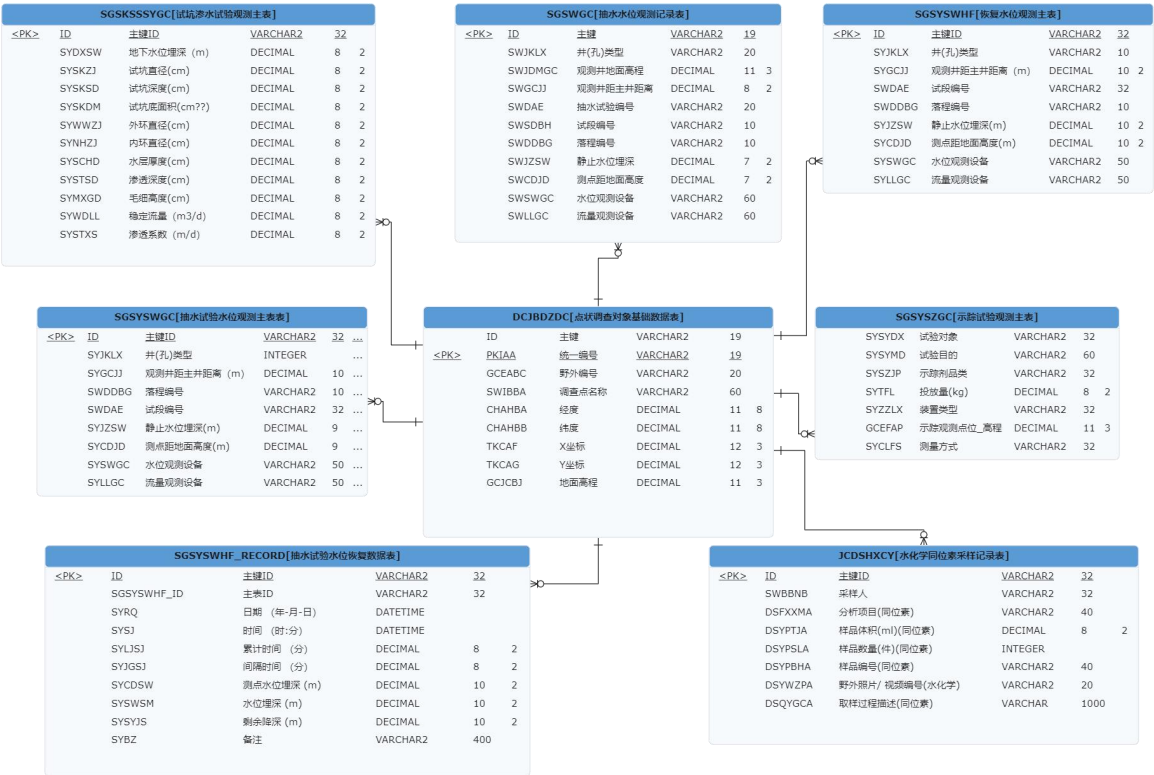 SGSKSSSYGC[试坑渗水试验观测主表]
<PK> ID 主键ID VARCHAR2 32
SYDXSW 地下水位埋深（m） DECIMAL 8 2
SYSKZJ 试坑直径(cm) DECIMAL 8 2
SYSKSD 试坑深度(cm) DECIMAL 8 2
SYSKDM 试坑底面积(cm??) DECIMAL 8 2
SYWWZJ 外环直径(cm) DECIMAL 8 2
SYNHZJ 内环直径(cm) DECIMAL 8 2
SYSCHD 水层厚度(cm) DECIMAL 8 2
SYSTSD 渗透深度(cm) DECIMAL 8 2
SYMXGD 毛细高度(cm) DECIMAL 8 2
SYWDLL 稳定流量（m3/d） DECIMAL 8 2
SYSTXS 渗透系数（m/d） DECIMAL 8 2
SGSWGC[抽水水位观测记录表]
<PK> ID 主键 VARCHAR2 19
SWJKLX 井(孔)类型 VARCHAR2 20
SWJDMGC 观测井地面高程 DECIMAL 11 3
SWGCJJ 观测井距主井距离 DECIMAL 8 2
SWDAE 抽水试验编号 VARCHAR2 20
SWSDBH 试段编号 VARCHAR2 10
SWDDBG 落程编号 VARCHAR2 10
SWJZSW 静止水位埋深 DECIMAL 7 2
SWCDJD 测点距地面高度 DECIMAL 7 2
SWSWGC 水位观测设备 VARCHAR2 60
SWLLGC 流量观测设备 VARCHAR2 60
SGSYSWHF[恢复水位观测主表]
<PK> ID 主键ID VARCHAR2 32
SYJKLX 井(孔)类型 VARCHAR2 10
SYGCJJ 观测井距主井距离（m） DECIMAL 10 2
SWDAE 试段编号 VARCHAR2 32
SWDDBG 落程编号 VARCHAR2 10
SYJZSW 静止水位埋深(m) DECIMAL 10 2
SYCDJD 测点距地面高度(m) DECIMAL 10 2
SYSWGC 水位观测设备 VARCHAR2 50
SYLLGC 流量观测设备 VARCHAR2 50
SGSYSWGC[抽水试验水位观测主表表]
<PK> ID 主键ID VARCHAR2 32 ...
SYJKLX 井(孔)类型 INTEGER ...
SYGCJJ 观测井距主井距离（m） DECIMAL 10 ...
SWDDBG 落程编号 VARCHAR2 10 ...
SWDAE 试段编号 VARCHAR2 32 ...
SYJZSW 静止水位埋深(m) DECIMAL 9 ...
SYCDJD 测点距地面高度(m) DECIMAL 9 ...
SYSWGC 水位观测设备 VARCHAR2 50 ...
SYLLGC 流量观测设备 VARCHAR2 50 ...
DCJBDZDC[点状调查对象基础数据表]
ID 主键 VARCHAR2 19
<PK> PKIAA 统一编号 VARCHAR2 19
GCEABC 野外编号 VARCHAR2 20
SWIBBA 调查点名称 VARCHAR2 60
CHAHBA 经度 DECIMAL 11 8
CHAHBB 纬度 DECIMAL 11 8
TKCAF X坐标 DECIMAL 12 3
TKCAG Y坐标 DECIMAL 12 3
GCJCBJ 地面高程 DECIMAL 11 3
SGSYSZGC[示踪试验观测主表]
SYSYDX 试验对象 VARCHAR2 32
SYSYMD 试验目的 VARCHAR2 60
SYSZJP 示踪剂品类 VARCHAR2 32
SYTFL 投放量(kg) DECIMAL 8 2
SYZZLX 装置类型 VARCHAR2 32
GCEFAP 示踪观测点位_高程 DECIMAL 11 3
SYCLFS 测量方式 VARCHAR2 32
SGSYSWHF_RECORD[抽水试验水位恢复数据表]
<PK> ID 主键ID VARCHAR2 32
SGSYSWHF_ID 主表ID VARCHAR2 32
SYRQ 日期（年-月-日） DATETIME
SYSJ 时间（时:分） DATETIME
SYLJSJ 累计时间（分） DECIMAL 8 2
SYJGSJ 间隔时间（分） DECIMAL 8 2
SYCDSW 测点水位埋深 (m) DECIMAL 10 2
SYSWSM 水位埋深 (m) DECIMAL 10 2
SYSYJS 剩余降深 (m) DECIMAL 10 2
SYBZ 备注 VARCHAR2 400
JCDSHXCY[水化学同位素采样记录表]
<PK> ID 主键ID VARCHAR2 32
SWBBNB 采样人 VARCHAR2 32
DSFXXMA 分析项目(同位素) VARCHAR2 40
DSYPTJA 样品体积(ml)(同位素) DECIMAL 8 2
DSYPSLA 样品数量(件)(同位素) INTEGER
DSYPBHA 样品编号(同位素) VARCHAR2 40
DSYWZPA 野外照片/ 视频编号(水化学) VARCHAR2 20
DSQYGCA 取样过程描述(同位素) VARCHAR 1000